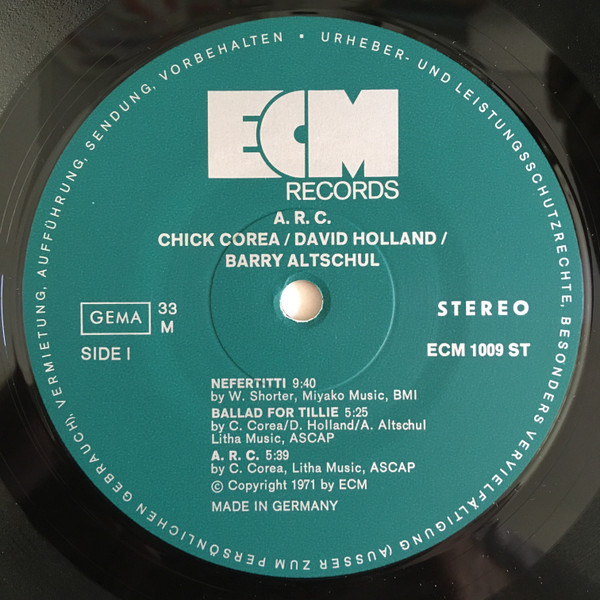 URHEBER- UND LEISTUNGSSCHUTZRECHTE, BESONDERS VERVIELFÄLTIGUNG (AUSSER ZUM PERSÖNLICHEN GEBRAUCH), VERMIETUNG, AUFFÜHRUNG, SENDUNG, VORBEHALTEN •
ECM
RECORDS
A. R. C.
CHICK COREA / DAVID HOLLAND /
BARRY ALTSCHUL
GEMA 33
M
STEREO
SIDE I
ECM 1009 ST
NEFERTITTI 9:40
by W. Shorter, Miyako Music, BMI
BALLAD FOR TILLIE 5:25
by C. Corea/D. Holland/A. Altschul
Litha Music, ASCAP
A. R. C. 5:39
by C. Corea, Litha Music, ASCAP
© Copyright 1971 by ECM
MADE IN GERMANY